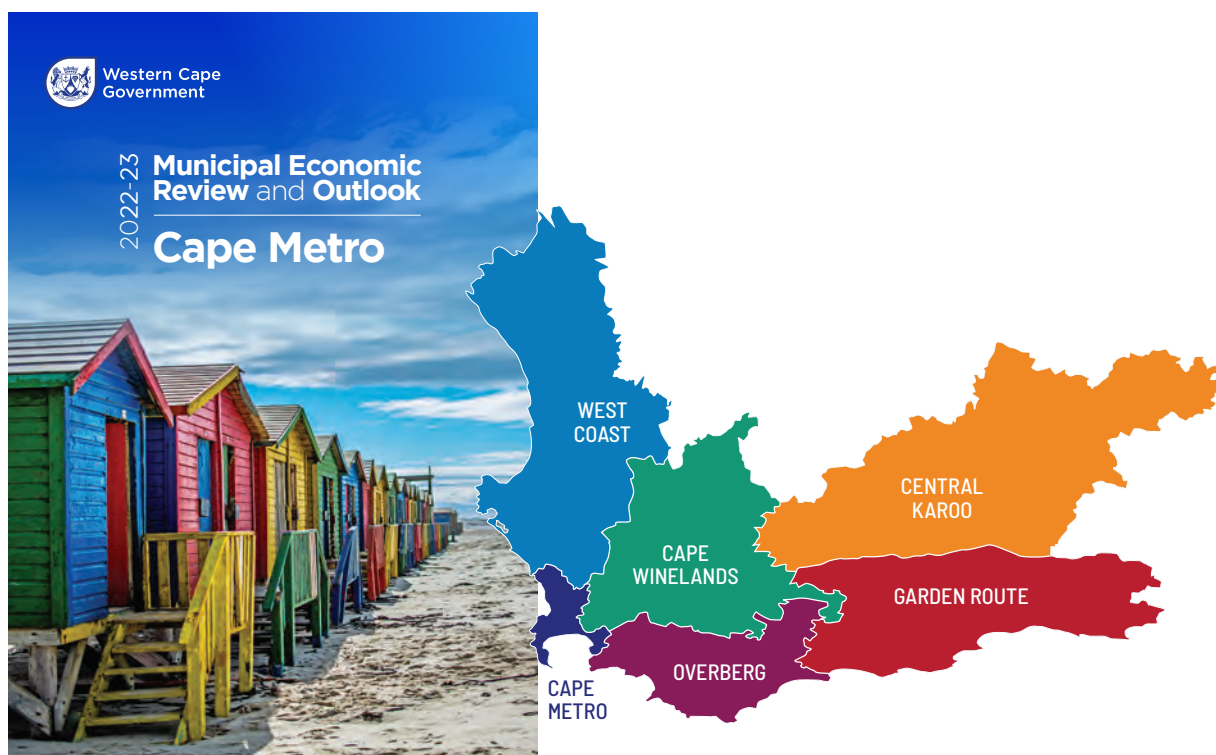 Western Cape
Government
2022-23
Municipal Economic
Review and Outlook
Cape Metro
WEST
COAST
CENTRAL
KAROO
CAPE
WINELANDS
GARDEN ROUTE
OVERBERG
CAPE
METRO